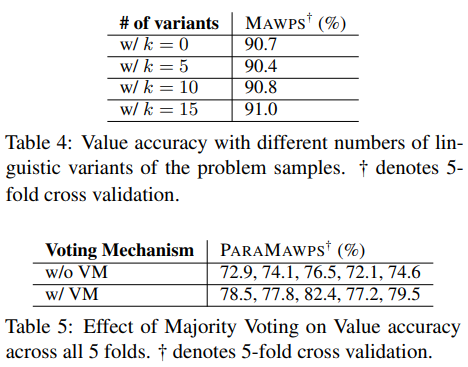 # of variants MAWPS† (%)
w/ k = 0 90.7
w/ k = 5 90.4
w/ k = 10 90.8
w/ k = 15 91.0
Table 4: Value accuracy with different numbers of lin-
guistic variants of the problem samples. † denotes 5-
fold cross validation.
Voting Mechanism PARAMAWPS† (%)
w/o VM 72.9, 74.1, 76.5, 72.1, 74.6
w/ VM 78.5, 77.8, 82.4, 77.2, 79.5
Table 5: Effect of Majority Voting on Value accuracy
across all 5 folds. † denotes 5-fold cross validation.